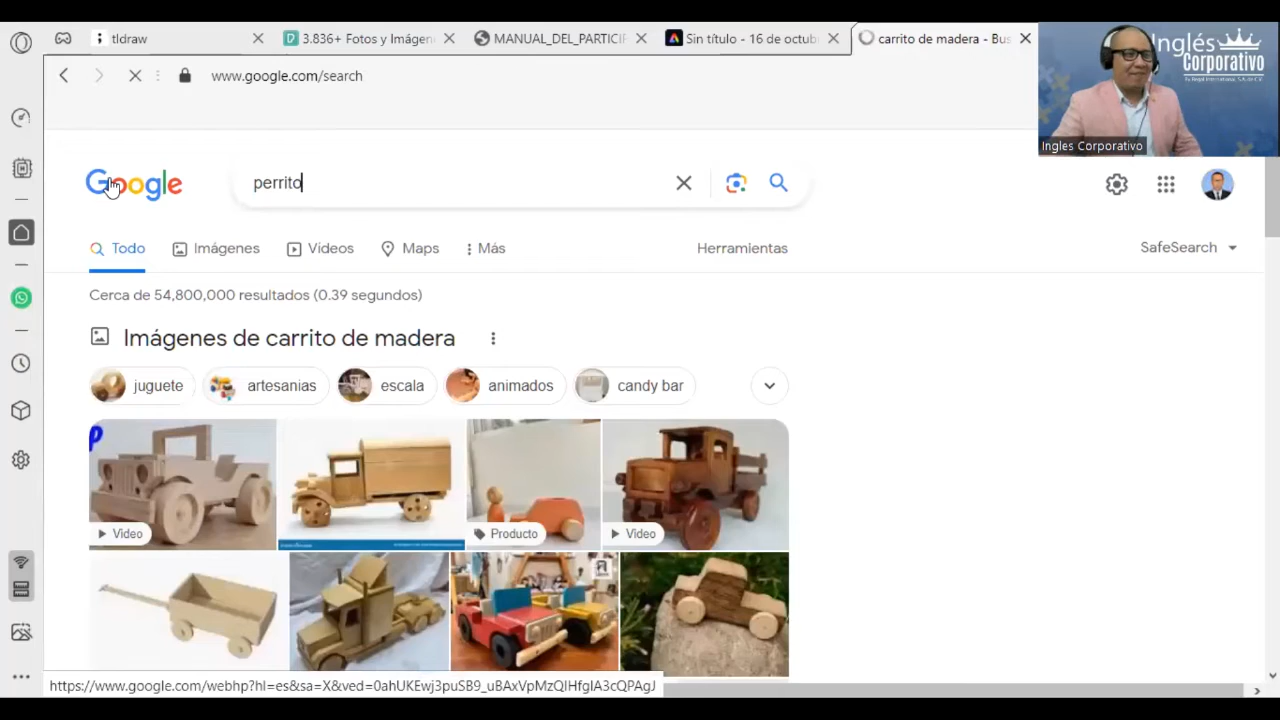 tldraw
3.836+ Fotos y Imágen
MANUAL_DEL_PARTICIF
Sin título - 16 de octub
carrito de madera - Bus
www.google.com/search
Inglés
Corporativo
Ingles Corporativo
Google
perrito
Todo
Imágenes
Videos
Maps
Más
Herramientas
SafeSearch
Cerca de 54,800,000 resultados (0.39 segundos)
Imágenes de carrito de madera
juguete
artesanias
escala
animados
candy bar
Video
Producto
Video
https://www.google.com/webhp?hl=es&sa=X&ved=0ahUKEwj3puSB9_uBAxVpMzQIHfgIA3cQPAgJ